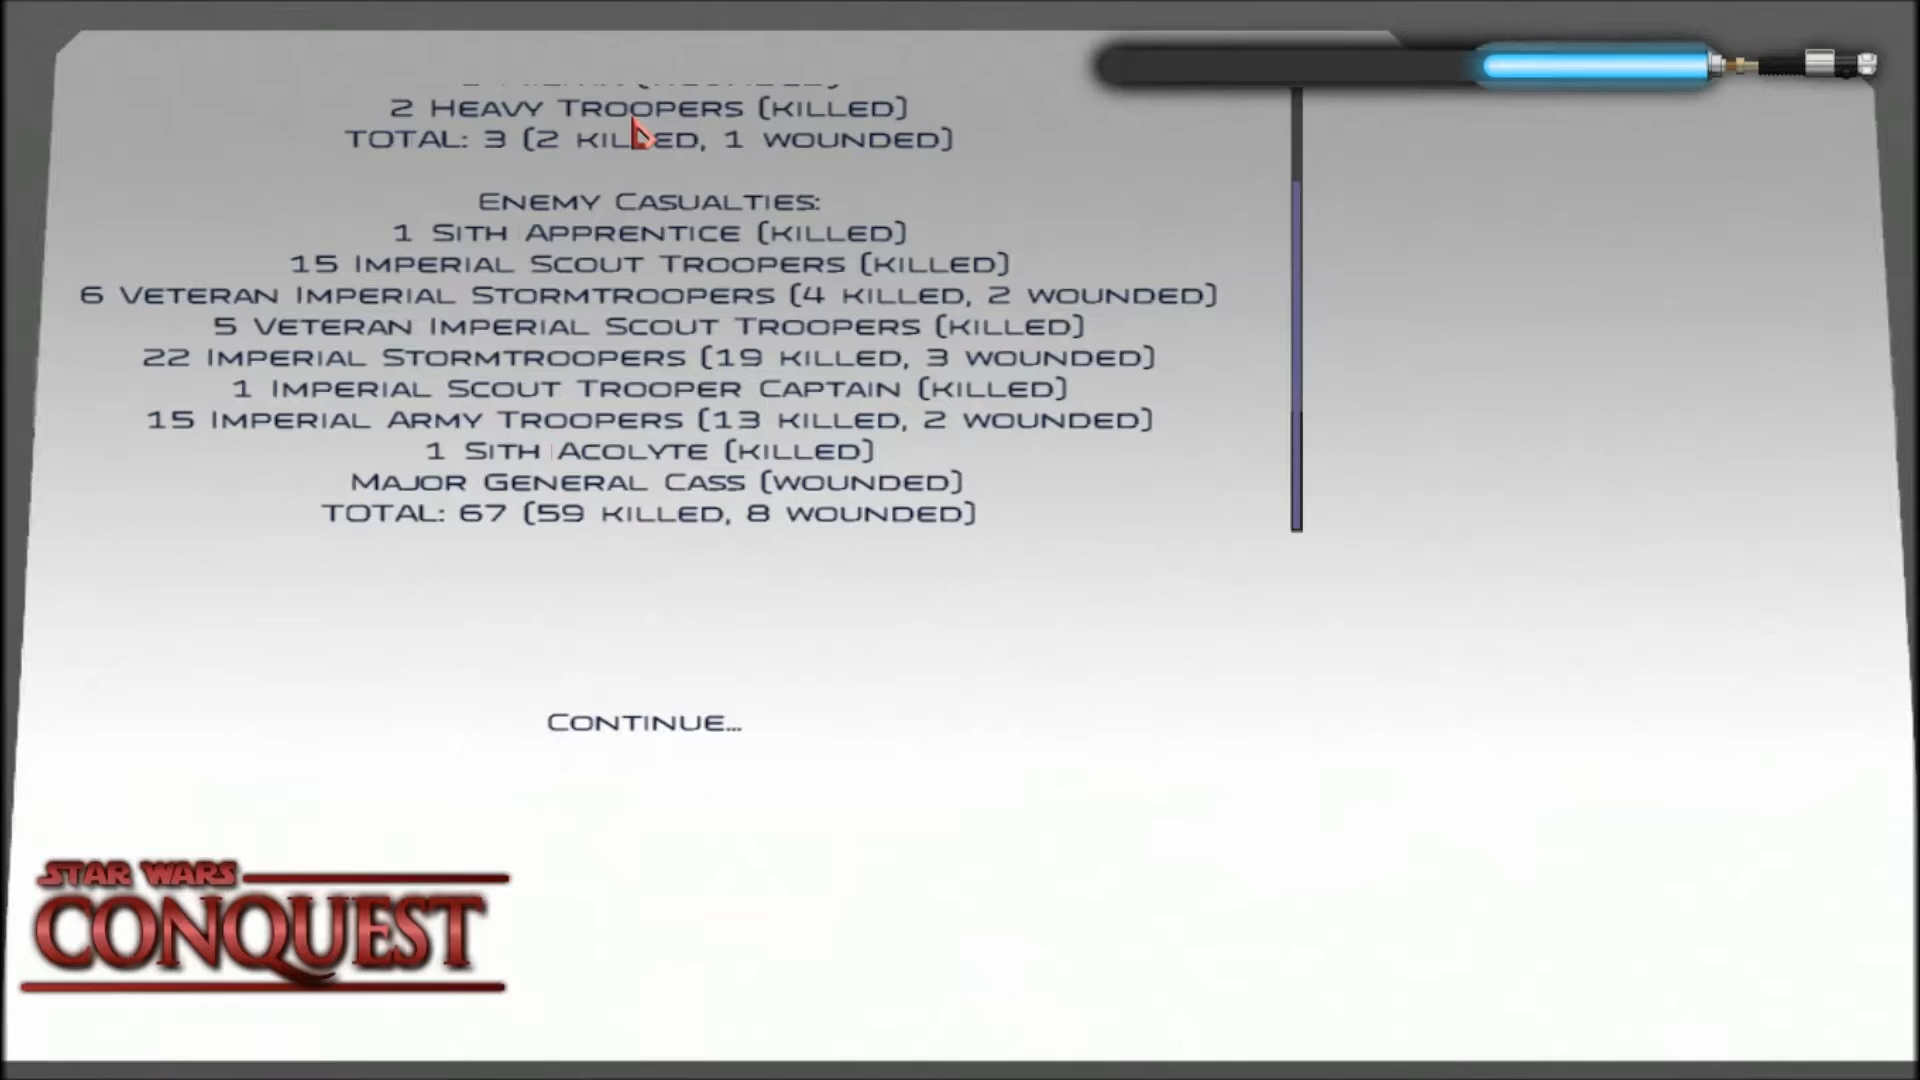 2 Heavy Troopers (killed)
TOTAL: 3 (2 killed, 1 wounded)
Enemy Casualties:
1 Sith Apprentice (killed)
15 Imperial Scout Troopers (killed)
6 Veteran Imperial Stormtroopers (4 killed, 2 wounded)
5 Veteran Imperial Scout Troopers (killed)
22 Imperial Stormtroopers (19 killed, 3 wounded)
1 Imperial Scout Trooper Captain (killed)
15 Imperial Army Troopers (13 killed, 2 wounded)
1 Sith Acolyte (killed)
Major General Cass (wounded)
TOTAL: 67 (59 killed, 8 wounded)
Continue...
STAR WARS
CONQUEST